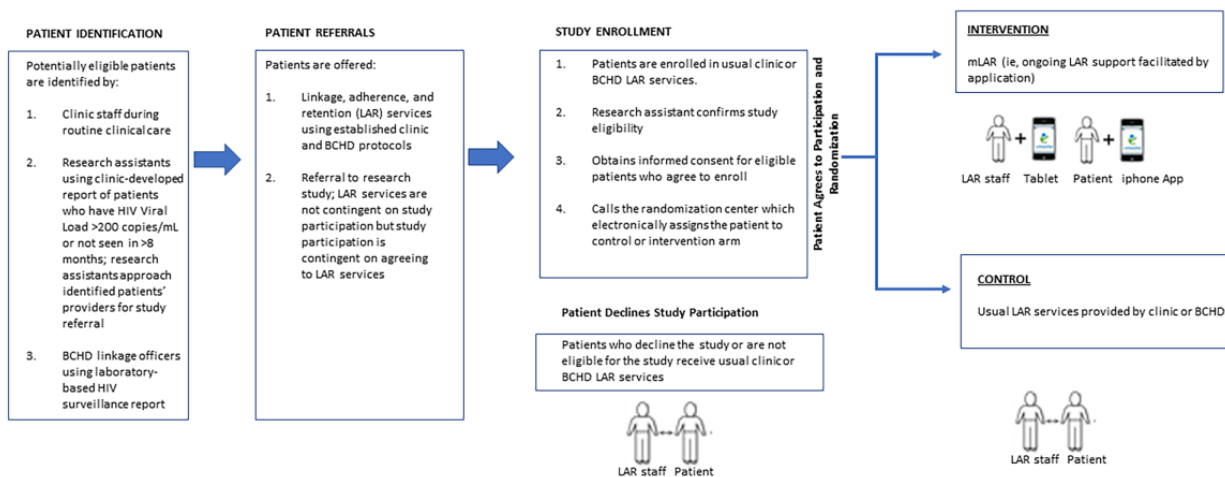 PATIENT IDENTIFICATION
Potentially eligible patients
are identified by:
1. Clinic staff during
routine clinical care
2. Research assistants
using clinic-developed
report of patients
who have HIV Viral
Load >200 copies/mL
or not seen in >8
months; research
assistants approach
identified patients'
providers for study
referral
3. BCHD linkage officers
using laboratory-
based HIV
surveillance report
PATIENT REFERRALS
Patients are offered:
1. Linkage, adherence, and
retention (LAR) services
using established clinic
and BCHD protocols
2. Referral to research
study; LAR services are
not contingent on study
participation but study
participation is
contingent on agreeing
to LAR services
STUDY ENROLLMENT
1. Patients are enrolled in usual clinic or
BCHD LAR services.
2. Research assistant confirms study
eligibility
3. Obtains informed consent for eligible
patients who agree to enroll
4. Calls the randomization center which
electronically assigns the patient to
control or intervention arm
Patient Declines Study Participation
Patients who decline the study or are not
eligible for the study receive usual clinic or
BCHD LAR services
LAR staff Patient
Patient Agrees to Participation and
Randomization
INTERVENTION
mLAR (ie, ongoing LAR support facilitated by
application)
LAR staff Tablet Patient iphone App
CONTROL
Usual LAR services provided by clinic or BCHD
LAR staff Patient